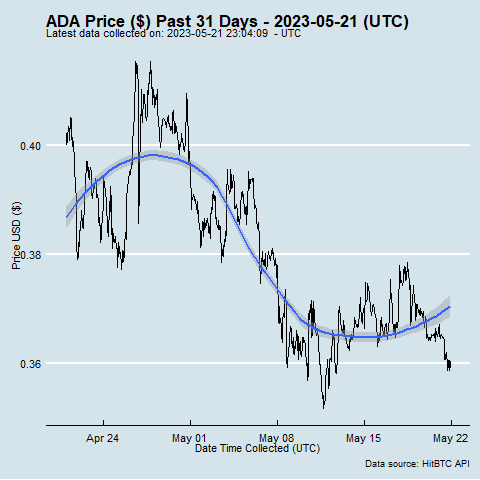 ADA Price ($) Past 31 Days - 2023-05-21 (UTC)
Latest data collected on: 2023-05-21 23:04:09 - UTC
0.40
0.38
0.36
Price USD ($)
Apr 24 May 01 May 08 May 15 May 22
Date Time Collected (UTC)
Data source: HitBTC API